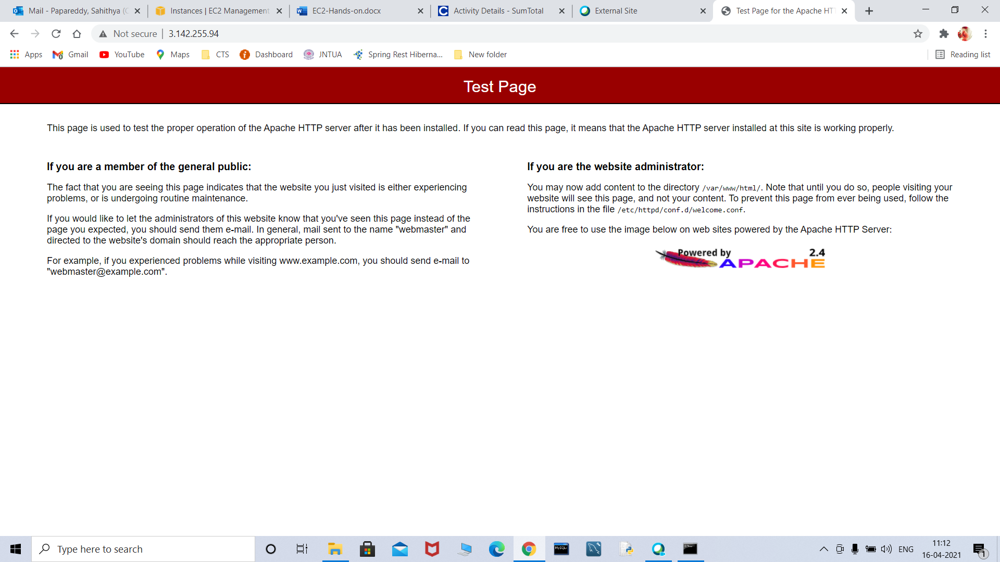 Mail - Papareddy, Sahithya (C
Instances | EC2 Management
EC2-Hands-on.docx
Activity Details - SumTotal
External Site
Test Page for the Apache HTT
Not secure
3.142.255.94
Apps
Gmail
YouTube
Maps
CTS
Dashboard
JNTUA
Spring Rest Hiberna...
New folder
Reading list
Test Page
This page is used to test the proper operation of the Apache HTTP server after it has been installed. If you can read this page, it means that the Apache HTTP server installed at this site is working properly.
If you are a member of the general public:
The fact that you are seeing this page indicates that the website you just visited is either experiencing
problems, or is undergoing routine maintenance.
If you would like to let the administrators of this website know that you've seen this page instead of the
page you expected, you should send them e-mail. In general, mail sent to the name "webmaster" and
directed to the website's domain should reach the appropriate person.
For example, if you experienced problems while visiting www.example.com, you should send e-mail to
"webmaster@example.com".
If you are the website administrator:
You may now add content to the directory /var/www/html/. Note that until you do so, people visiting your
website will see this page, and not your content. To prevent this page from ever being used, follow the
instructions in the file /etc/httpd/conf.d/welcome.conf.
You are free to use the image below on web sites powered by the Apache HTTP Server:
Powered by 2.4
APACHE
Type here to search
MySQL
ENG
11:12
16-04-2021
1